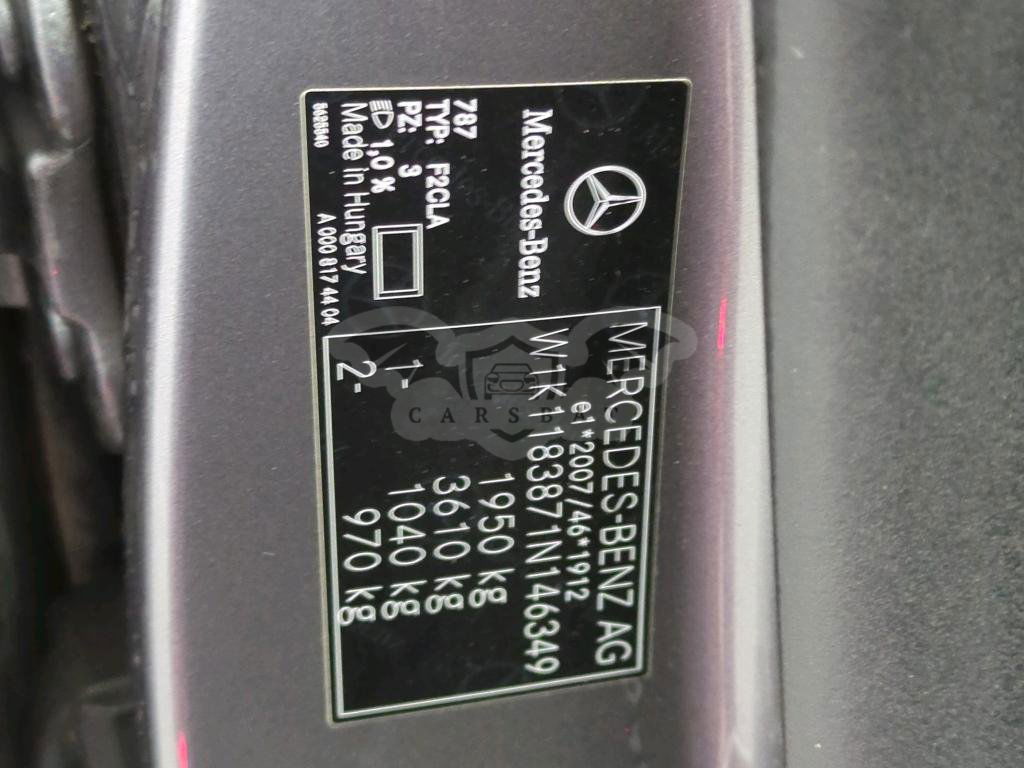 Mercedes-Benz
787
TYP: F2CLA
PZ: 3
1,0 %
Made in Hungary
A 000 817 44 04
MERCEDES-BENZ AG
e1*2007/46*1912
W1K1183871N146349
1950 kg
3610 kg
1- 1040 kg
2- 970 kg
CARSBA